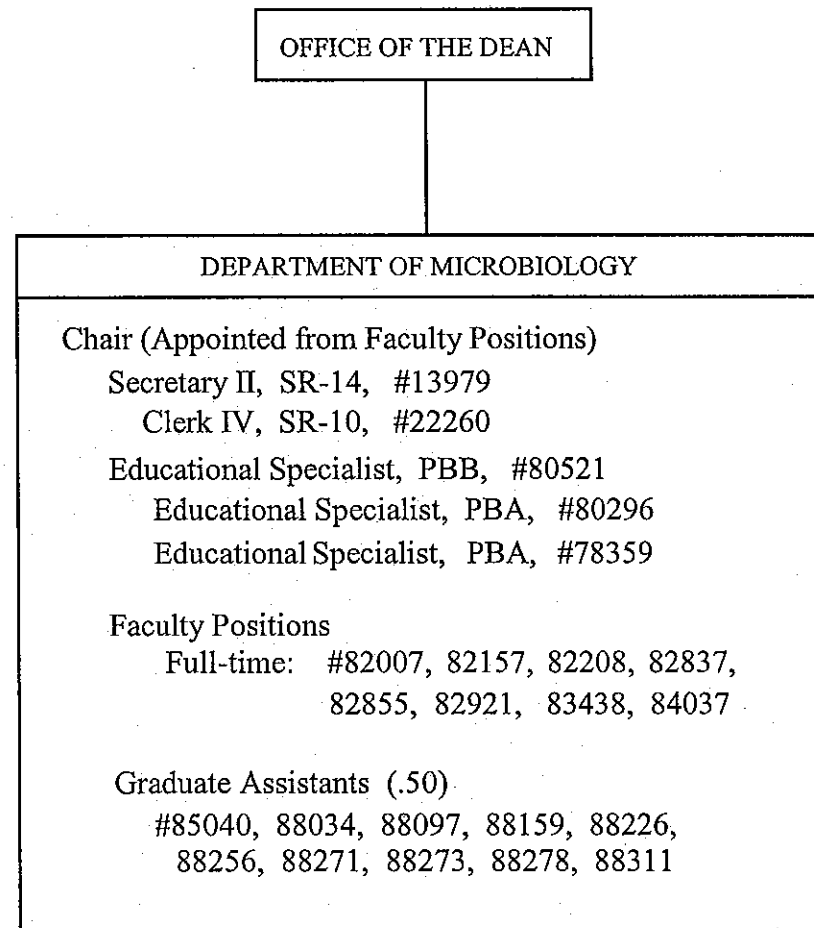 OFFICE OF THE DEAN
DEPARTMENT OF MICROBIOLOGY
Chair (Appointed from Faculty Positions)
Secretary II, SR-14, #13979
Clerk IV, SR-10, #22260
Educational Specialist, PBB, #80521
Educational Specialist, PBA, #80296
Educational Specialist, PBA, #78359
Faculty Positions
Full-time: #82007, 82157, 82208, 82837,
82855, 82921, 83438, 84037
Graduate Assistants (.50)
#85040, 88034, 88097, 88159, 88226,
88256, 88271, 88273, 88278, 88311